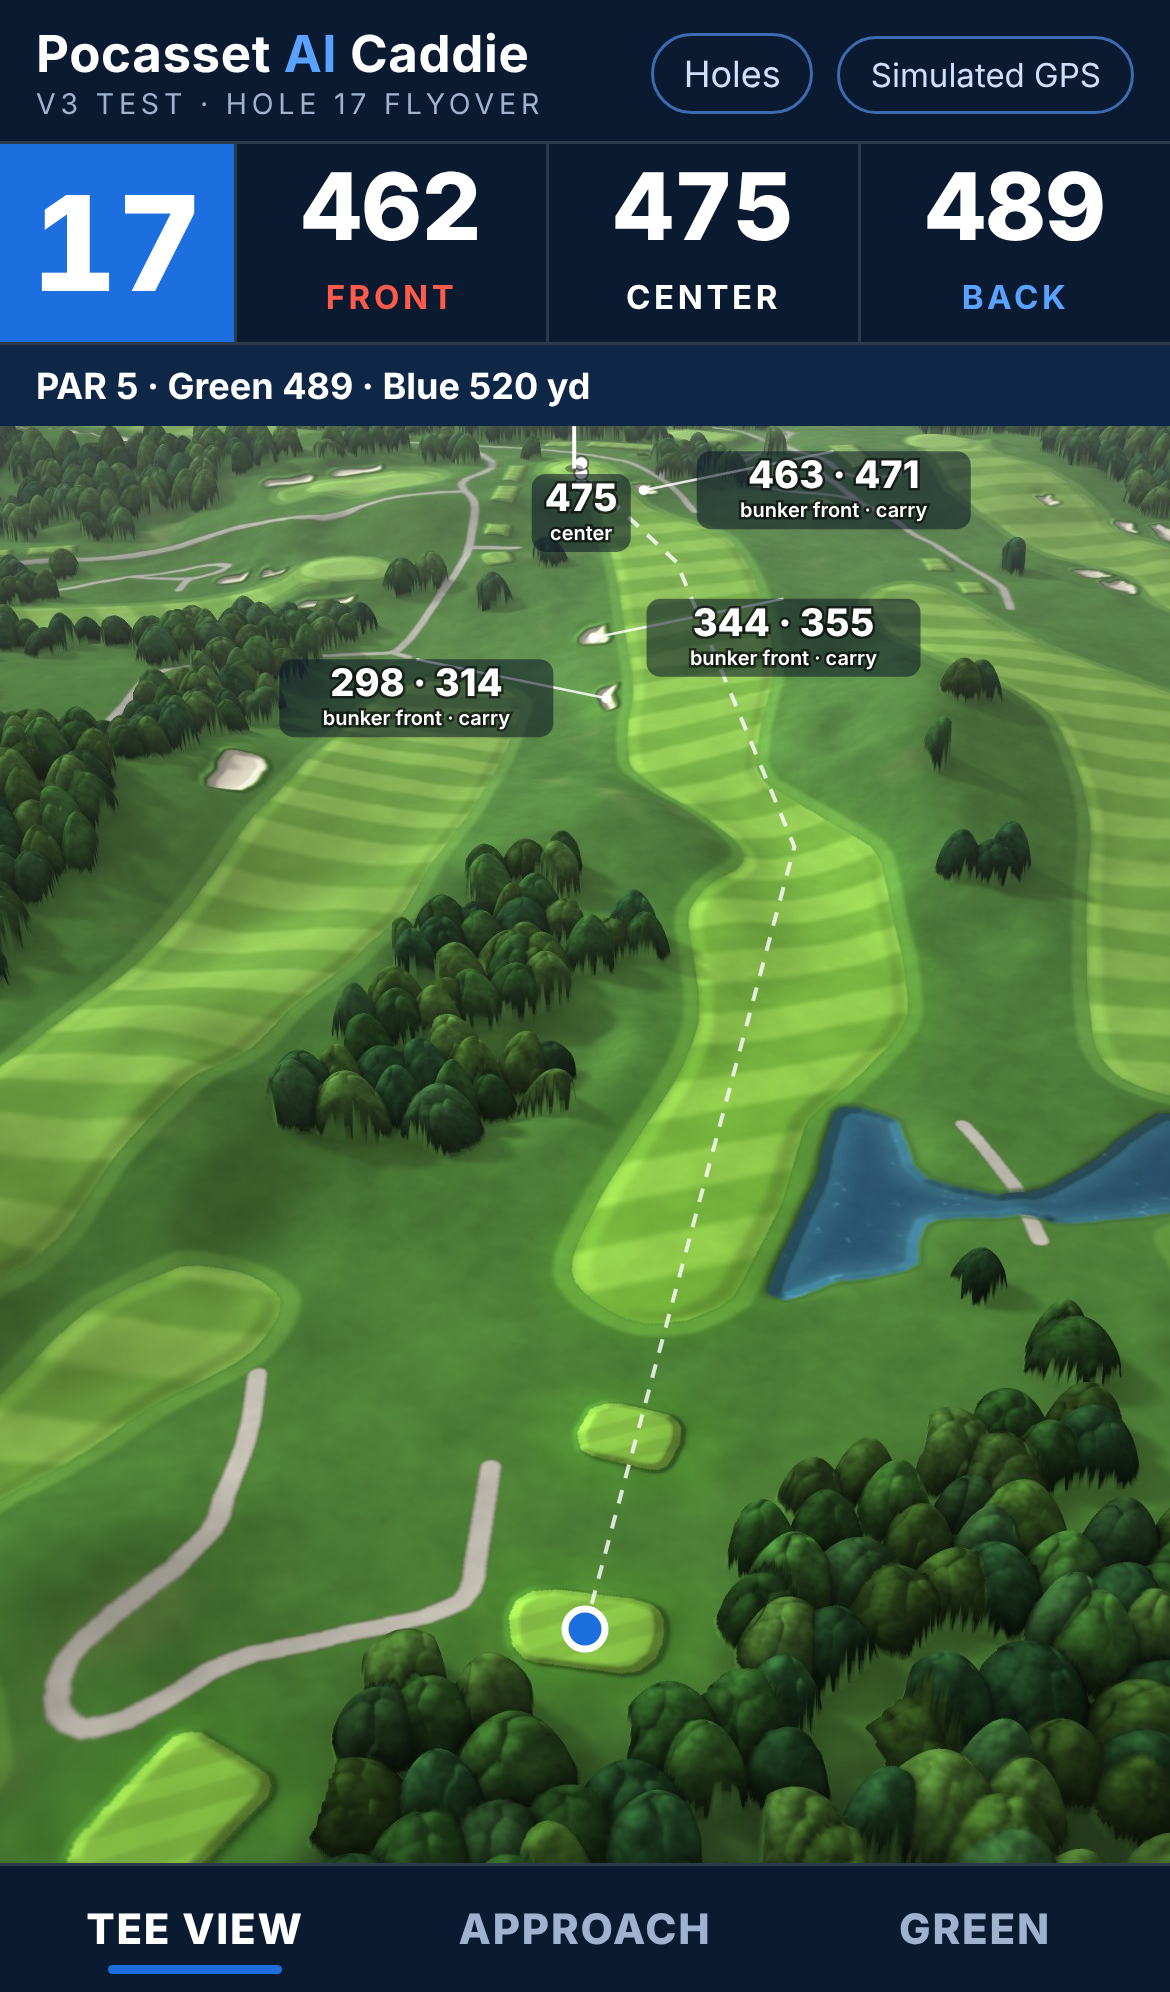 Pocasset AI Caddie
V3 TEST · HOLE 17 FLYOVER
Holes
Simulated GPS
17
462
FRONT
475
CENTER
489
BACK
PAR 5 · Green 489 · Blue 520 yd
475
center
463 · 471
bunker front · carry
344 · 355
bunker front · carry
298 · 314
bunker front · carry
TEE VIEW
APPROACH
GREEN